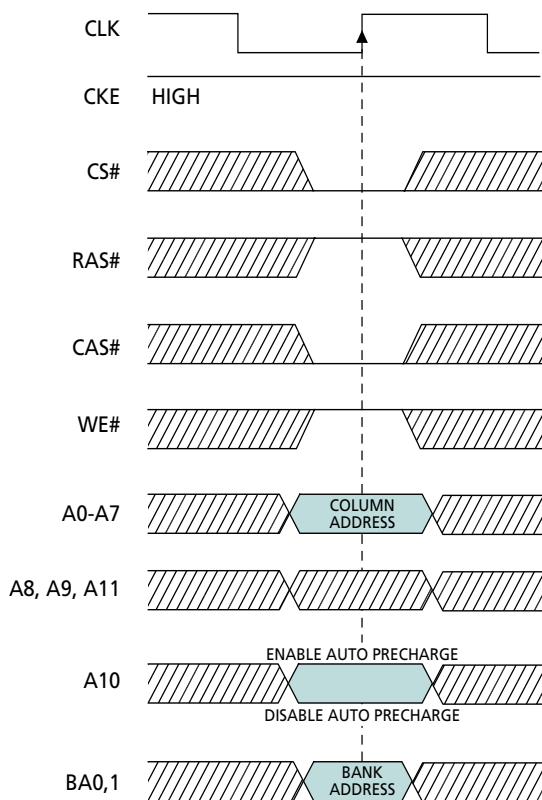 CLK
CKE HIGH
CS#
RAS#
CAS#
WE#
A0-A7 COLUMN
ADDRESS
A8, A9, A11
ENABLE AUTO PRECHARGE
A10
DISABLE AUTO PRECHARGE
BA0,1 BANK
ADDRESS